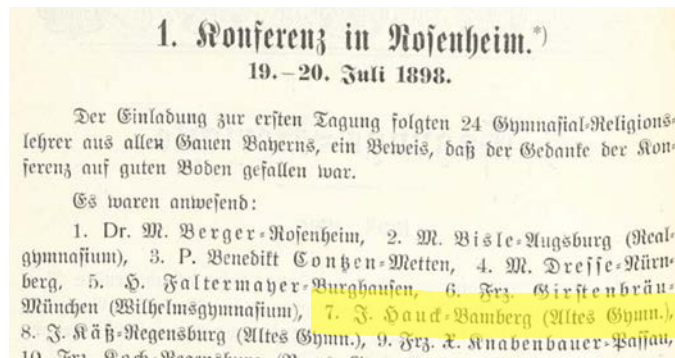 1. Konferenz in Rosenheim.*)
19.–20. Juli 1898.
Der Einladung zur ersten Tagung folgten 24 Gymnasial-Religions-
lehrer aus allen Gauen Bayerns, ein Beweis, daß der Gedanke der Kon-
ferenz auf guten Boden gefallen war.
Es waren anwesend:
1. Dr. M. Berger-Rosenheim, 2. M. Bisle-Augsburg (Real-
gymnasium), 3. P. Benedikt Contzen-Metten, 4. M. Dresse-Nürn-
berg, 5. H. Faltermayer-Burghausen, 6. Frz. Girstenbräu-
München (Wilhelmsgymnasium), 7. J. Hauck-Bamberg (Altes Gymn.),
8. J. Käß-Regensburg (Altes Gymn.), 9. Frz. X. Knabenbauer-Passau,
10. Frz.